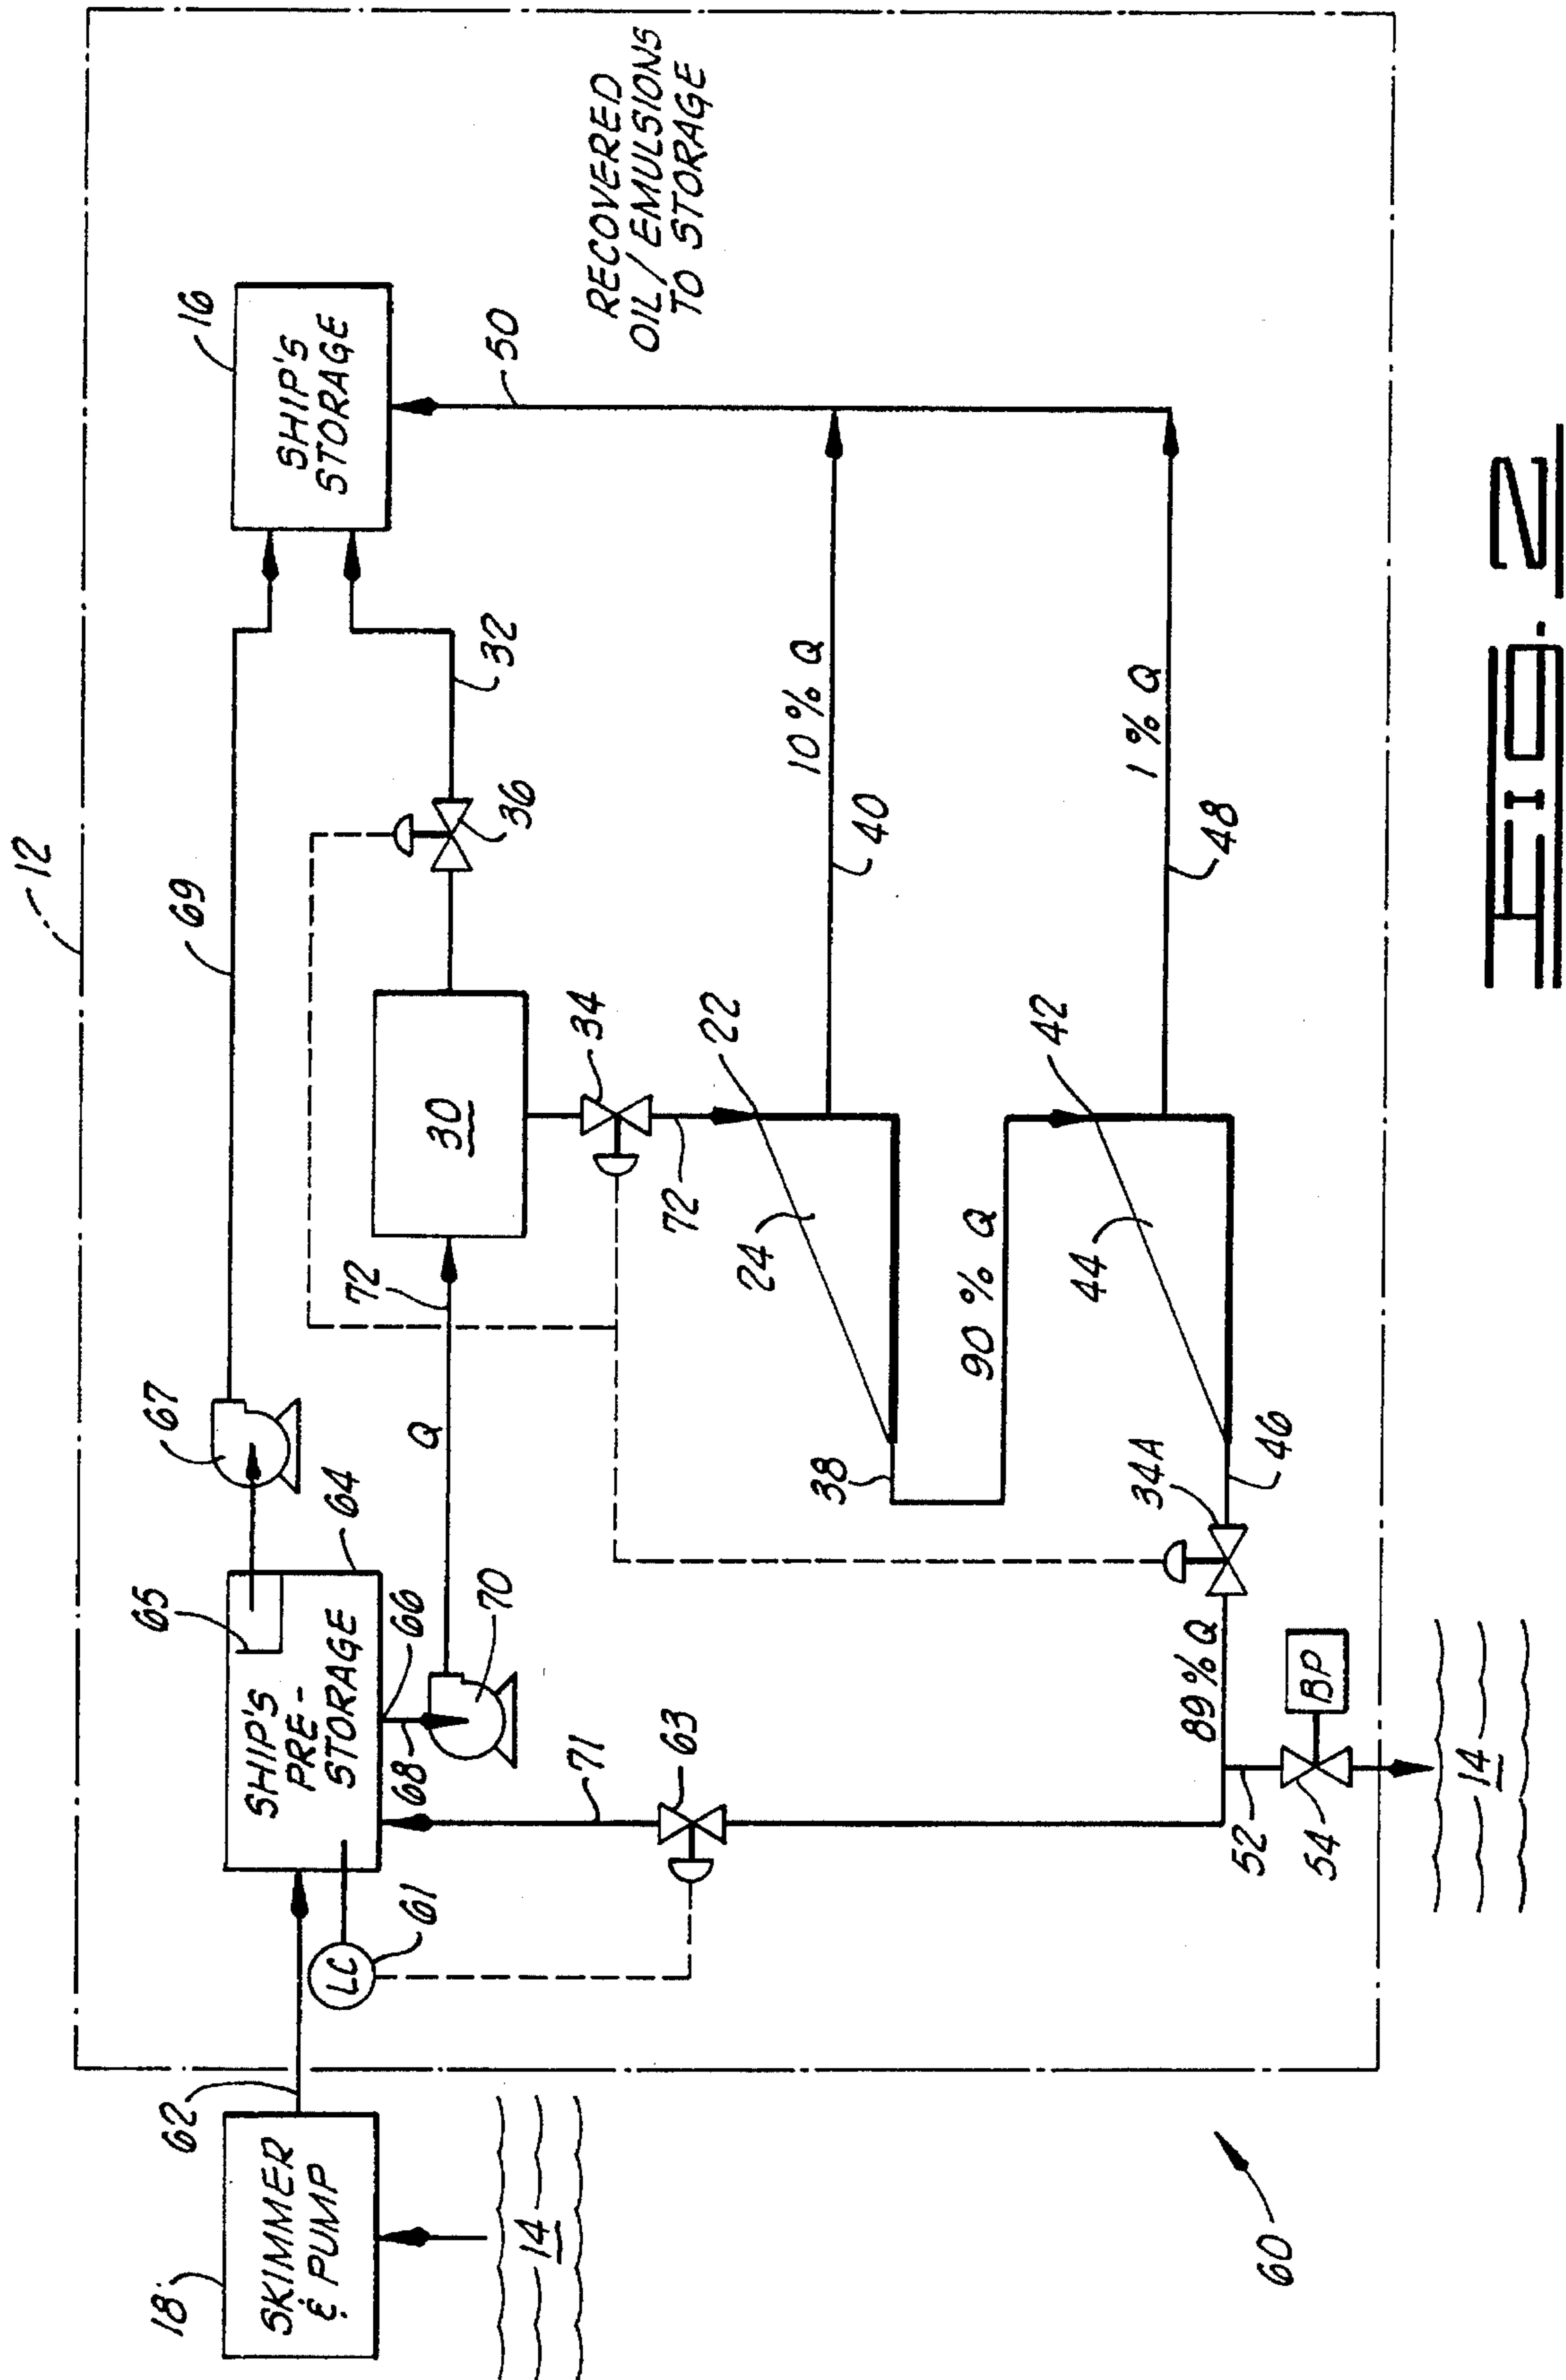 12
69
16
SHIP'S
STORAGE
RECOVERED
OIL/EMULSIONS
TO STORAGE
50
32
36
67
65
64
SHIP'S
PRE-
STORAGE
66
68
70
Q
72
30
34
72
22
24
10% Q
40
38
90% Q
42
44
1% Q
48
46
34A
89% Q
71
63
61
LC
62
18
SKIMMER
& PUMP
14
52
54
BP
14
60
FIG. 2